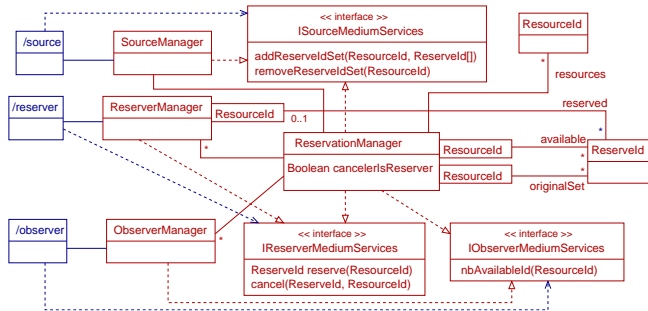 << interface >>
ISourceMediumServices
addReserveIdSet(ResourceId, ReserveId[])
removeReserveIdSet(ResourceId)
/source
SourceManager
ResourceId
*
resources
/reserver
ReserverManager
ResourceId
0..1
reserved
*
*
ReservationManager
Boolean cancelerIsReserver
ResourceId
available
*
ReserveId
ResourceId
*
originalSet
/observer
ObserverManager
*
<< interface >>
IReserverMediumServices
ReserveId reserve(ResourceId)
cancel(ReserveId, ResourceId)
<< interface >>
IObserverMediumServices
nbAvailableId(ResourceId)